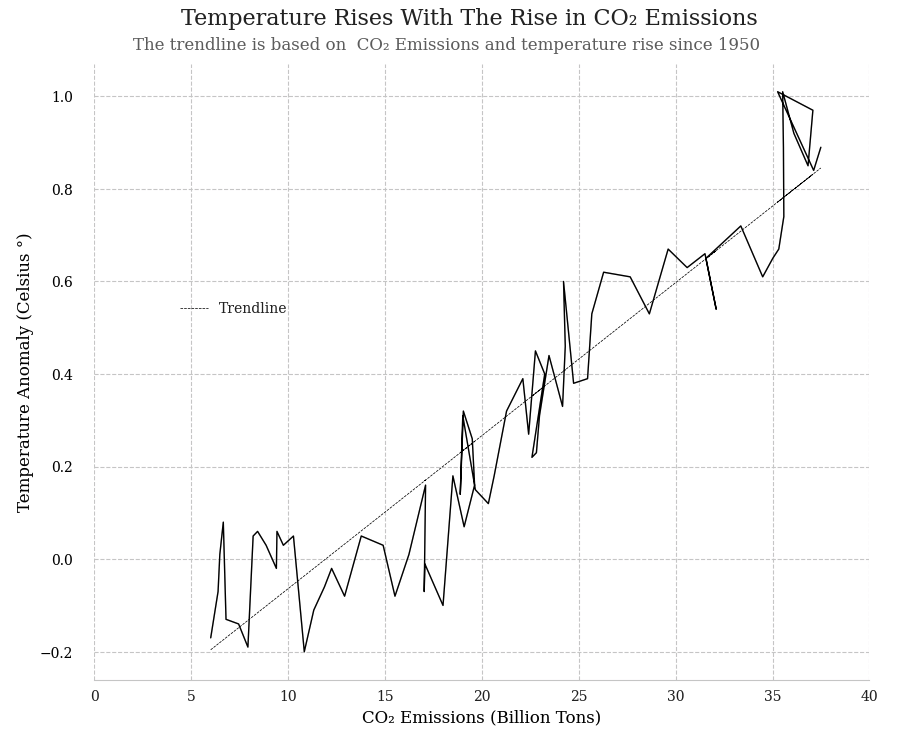 Temperature Rises With The Rise in CO₂ Emissions
The trendline is based on  CO₂ Emissions and temperature rise since 1950
1.0
0.8
0.6
0.4
0.2
0.0
−0.2
Temperature Anomaly (Celsius °)
Trendline
0 5 10 15 20 25 30 35 40
CO₂ Emissions (Billion Tons)